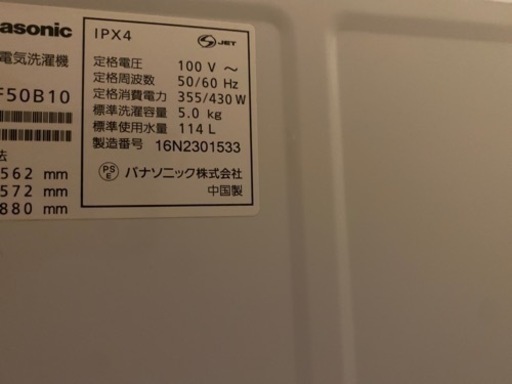 asonic
電気洗濯機
F50B10
法
562 mm
572 mm
880 mm
IPX4
S JET
定格電圧 100 V ～
定格周波数 50/60 Hz
定格消費電力 355/430 W
標準洗濯容量 5.0 kg
標準使用水量 114 L
製造番号 16N2301533
PS E パナソニック株式会社
中国製